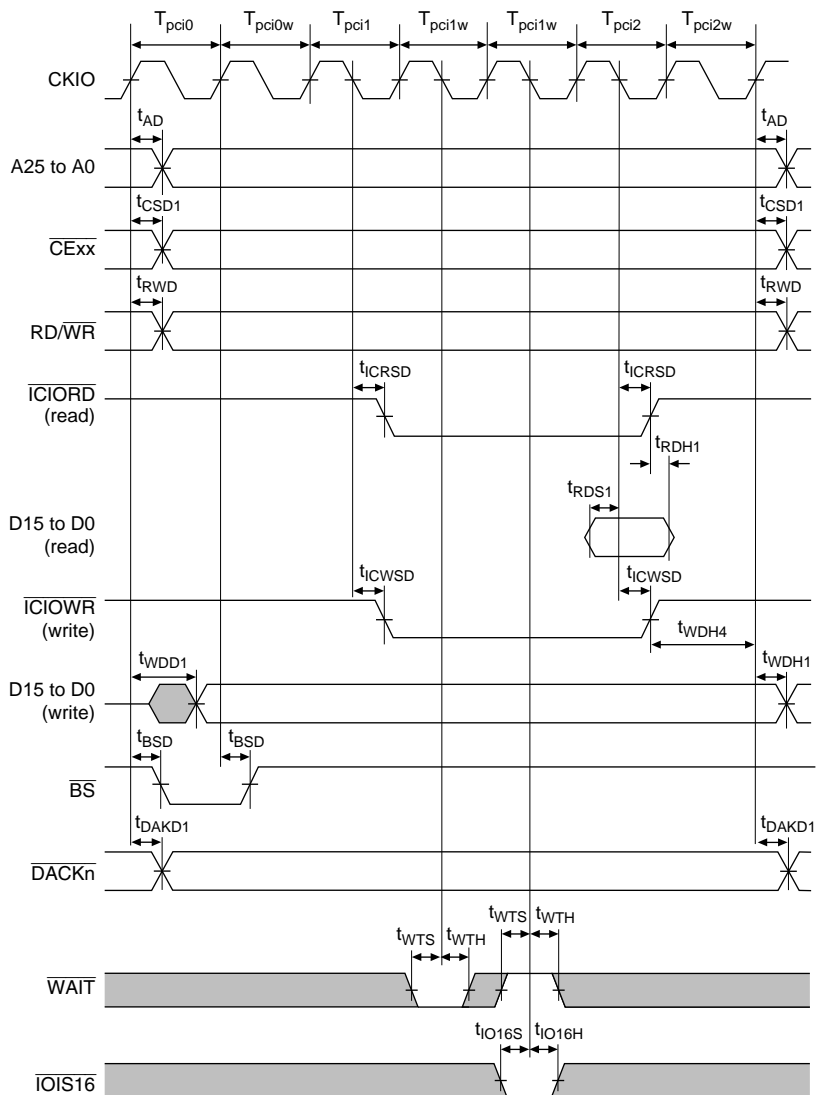 Tpci0 Tpci0w Tpci1 Tpci1w Tpci1w Tpci2 Tpci2w
CKIO
tAD tAD
A25 to A0
tCSD1 tCSD1
CExx
tRWD tRWD
RD/WR
tICRSD tICRSD
ICIORD
(read)
tRDH1
tRDS1
D15 to D0
(read)
tICWSD tICWSD
ICIOWR
(write)
tWDH4
tWDD1 tWDH1
D15 to D0
(write)
tBSD tBSD
BS
tDAKD1 tDAKD1
DACKn
tWTS tWTH tWTS tWTH
WAIT
tIO16S tIO16H
IOIS16